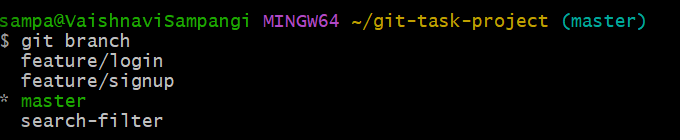 sampa@VaishnaviSampangi MINGW64 ~/git-task-project (master)
$ git branch
  feature/login
  feature/signup
* master
  search-filter